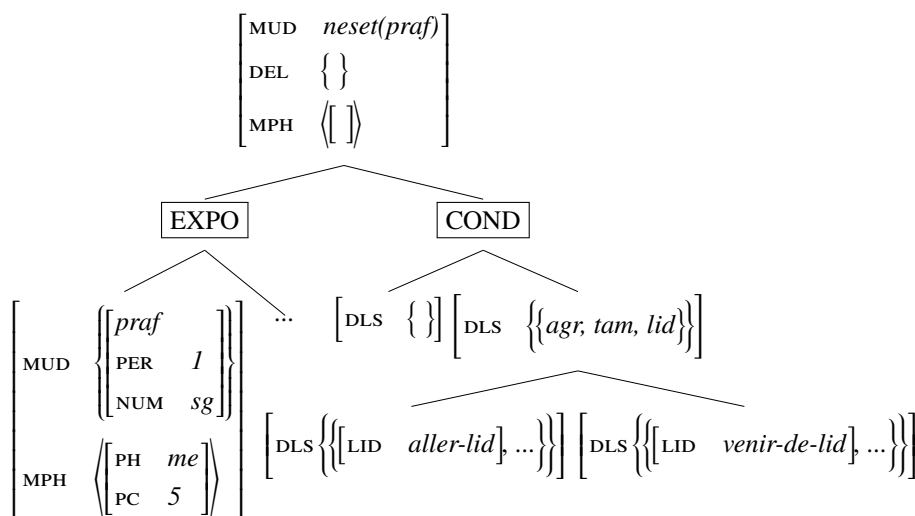 MUD neset(praf)
DEL { }
MPH ⟨[ ]⟩
EXPO COND
MUD {[praf
PER 1
NUM sg]}
MPH ⟨[PH me
PC 5]⟩
...
[DLS { }] [DLS {{agr, tam, lid}}]
[DLS {{[LID aller-lid], ...}}] [DLS {{[LID venir-de-lid], ...}}]